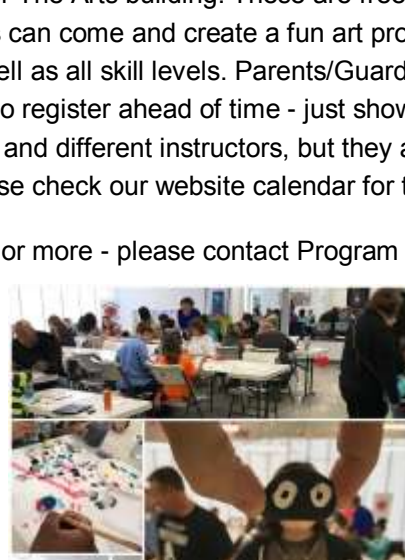 The Arts building. These are free
can come and create a fun art pro
ell as all skill levels. Parents/Guard
o register ahead of time - just show
and different instructors, but they a
se check our website calendar for t
or more - please contact Program